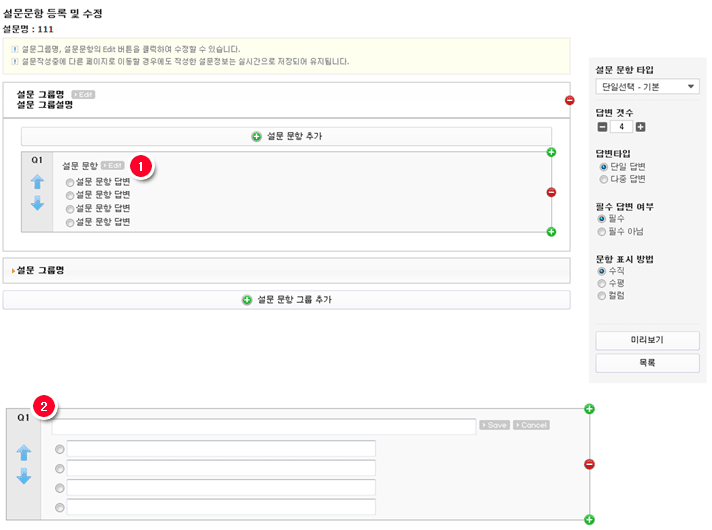 설문문항 등록 및 수정
설문명 : 111
설문그룹명, 설문문항의 Edit 버튼을 클릭하여 수정할 수 있습니다.
설문작성중에 다른 페이지로 이동할 경우에도 작성한 설문정보는 실시간으로 저장되어 유지됩니다.
설문 그룹명 Edit
설문 그룹설명
설문 문항 추가
Q1
설문 문항 Edit 1
설문 문항 답변
설문 문항 답변
설문 문항 답변
설문 문항 답변
설문 그룹명
설문 문항 그룹 추가
설문 문항 타입
단일선택 - 기본
답변 갯수
4
답변타입
단일 답변
다중 답변
필수 답변 여부
필수
필수 아님
문항 표시 방법
수직
수평
컬럼
미리보기
목록
2
Q1
Save Cancel